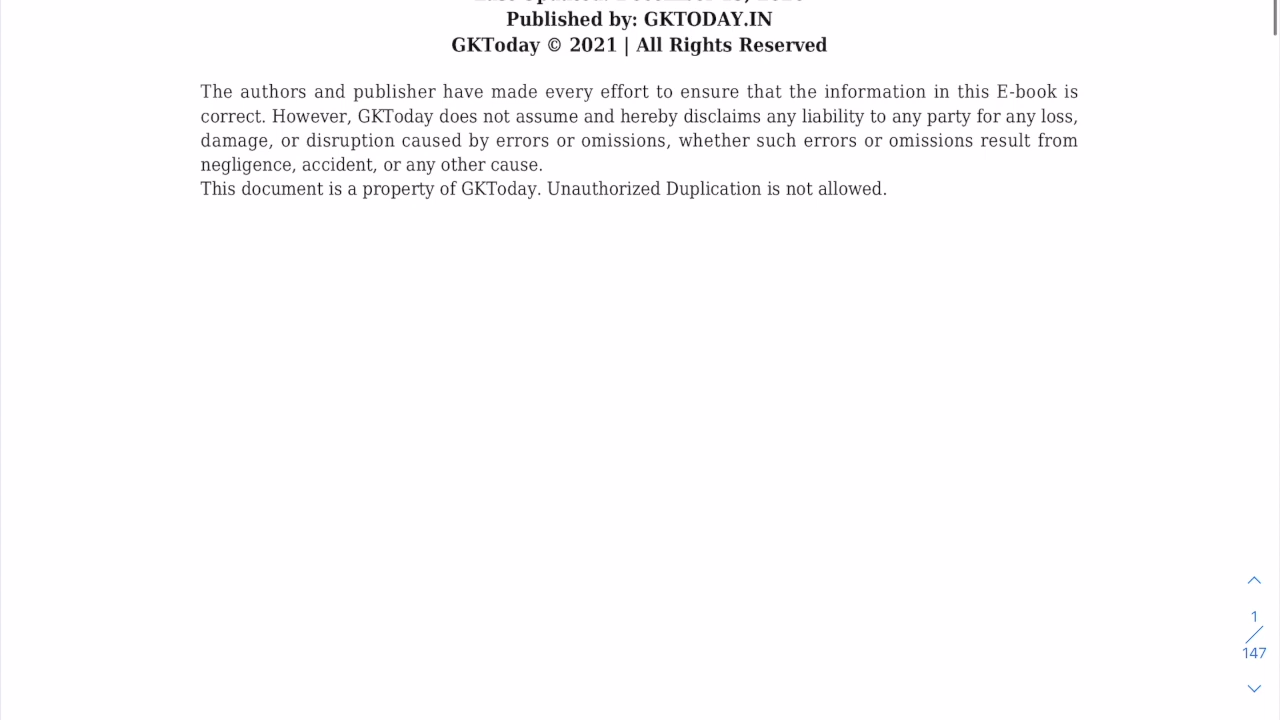 Published by: GKTODAY.IN
GKToday © 2021 | All Rights Reserved
The authors and publisher have made every effort to ensure that the information in this E-book is
correct. However, GKToday does not assume and hereby disclaims any liability to any party for any loss,
damage, or disruption caused by errors or omissions, whether such errors or omissions result from
negligence, accident, or any other cause.
This document is a property of GKToday. Unauthorized Duplication is not allowed.
1
/
147